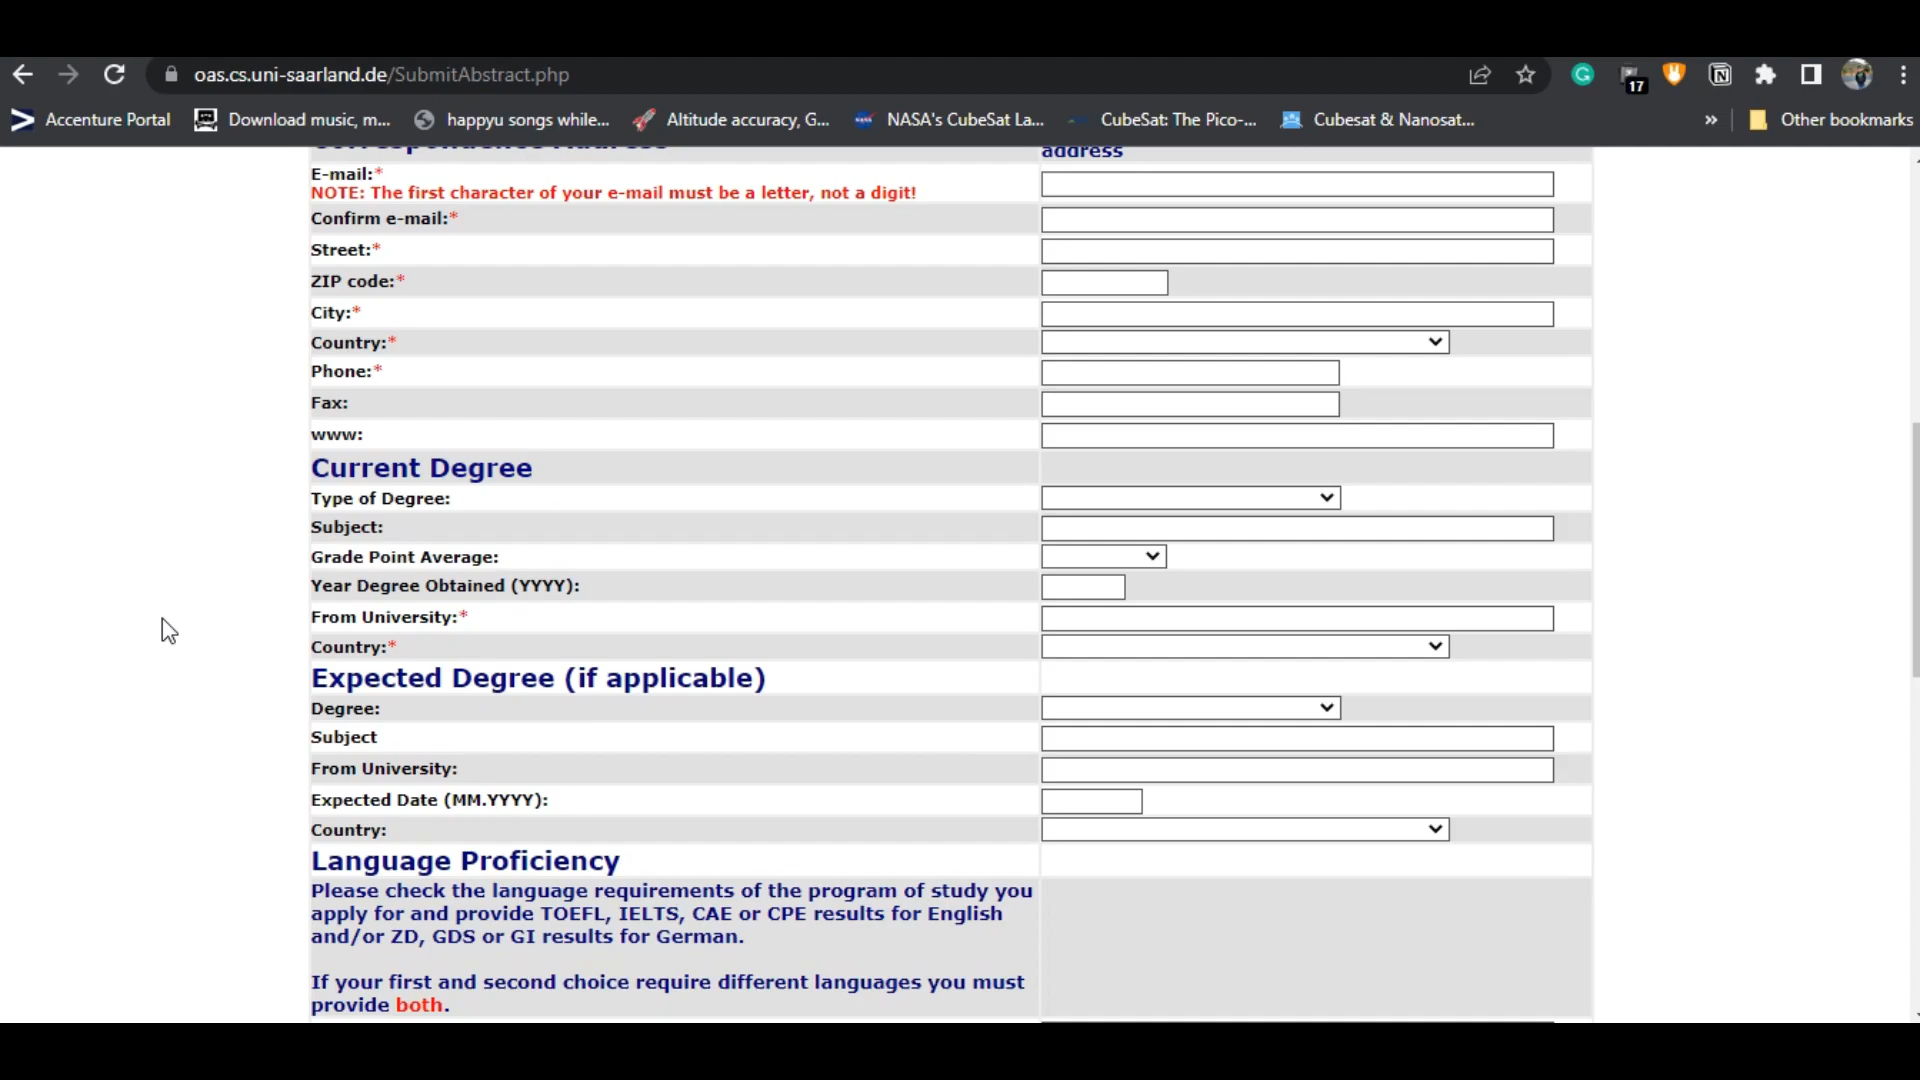 oas.cs.uni-saarland.de/SubmitAbstract.php
17
Accenture Portal
Download music, m...
happyu songs while...
Altitude accuracy, G...
NASA's CubeSat La...
CubeSat: The Pico-...
Cubesat & Nanosat...
»
Other bookmarks
Correspondence Address
address
E-mail:*
NOTE: The first character of your e-mail must be a letter, not a digit!
Confirm e-mail:*
Street:*
ZIP code:*
City:*
Country:*
Phone:*
Fax:
www:
Current Degree
Type of Degree:
Subject:
Grade Point Average:
Year Degree Obtained (YYYY):
From University:*
Country:*
Expected Degree (if applicable)
Degree:
Subject
From University:
Expected Date (MM.YYYY):
Country:
Language Proficiency
Please check the language requirements of the program of study you
apply for and provide TOEFL, IELTS, CAE or CPE results for English
and/or ZD, GDS or GI results for German.
If your first and second choice require different languages you must
provide both.